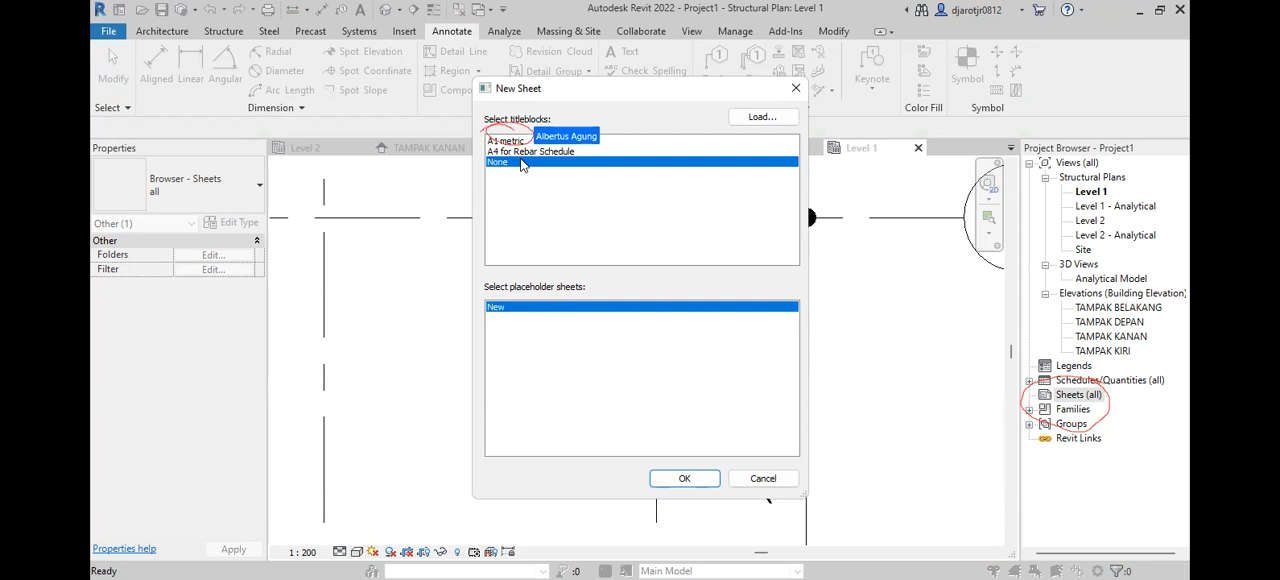 Autodesk Revit 2022 - Project1 - Structural Plan: Level 1
djarotjr0812
File Architecture Structure Steel Precast Systems Insert Annotate Analyze Massing & Site Collaborate View Manage Add-Ins Modify
Modify
Aligned Linear Angular
Radial
Diameter
Arc Length
Spot Elevation
Spot Coordinate
Spot Slope
Detail Line
Region
Compo
Revision Cloud
Detail Group
Text
Check Spelling
Keynote
Symbol
Select
Dimension
Color Fill
Symbol
New Sheet
Select titleblocks:
Load...
A1 metric
Albertus Agung
A4 for Rebar Schedule
None
Select placeholder sheets:
New
OK
Cancel
Properties
Browser - Sheets
all
Other (1)
Edit Type
Other
Folders Edit...
Filter Edit...
Properties help
Apply
Level 2
TAMPAK KANAN
Level 1
Project Browser - Project1
Views (all)
Structural Plans
Level 1
Level 1 - Analytical
Level 2
Level 2 - Analytical
Site
3D Views
Analytical Model
Elevations (Building Elevation)
TAMPAK BELAKANG
TAMPAK DEPAN
TAMPAK KANAN
TAMPAK KIRI
Legends
Schedules/Quantities (all)
Sheets (all)
Families
Groups
Revit Links
1 : 200
Ready
:0
Main Model
:0